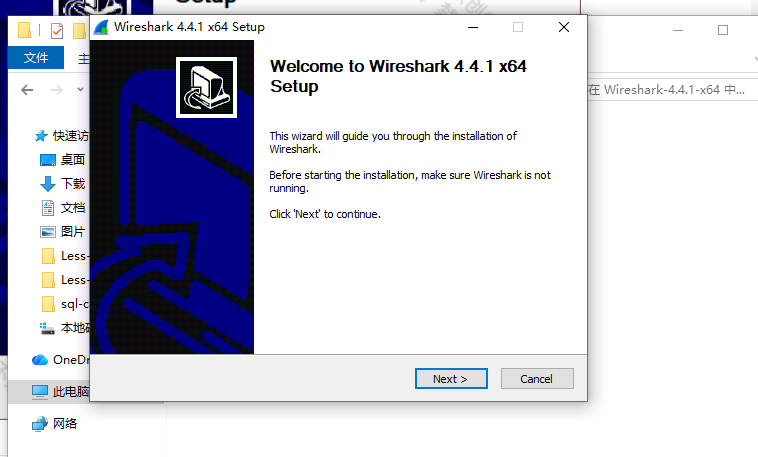 Setup
Wireshark 4.4.1 x64 Setup
文件
在 Wireshark-4.4.1-x64 中...
快速访
桌面
下载
文档
图片
Less-
Less-
sql-c
本地磁
OneDr
此电脑
网络
Welcome to Wireshark 4.4.1 x64
Setup
This wizard will guide you through the installation of
Wireshark.
Before starting the installation, make sure Wireshark is not
running.
Click 'Next' to continue.
Next >
Cancel